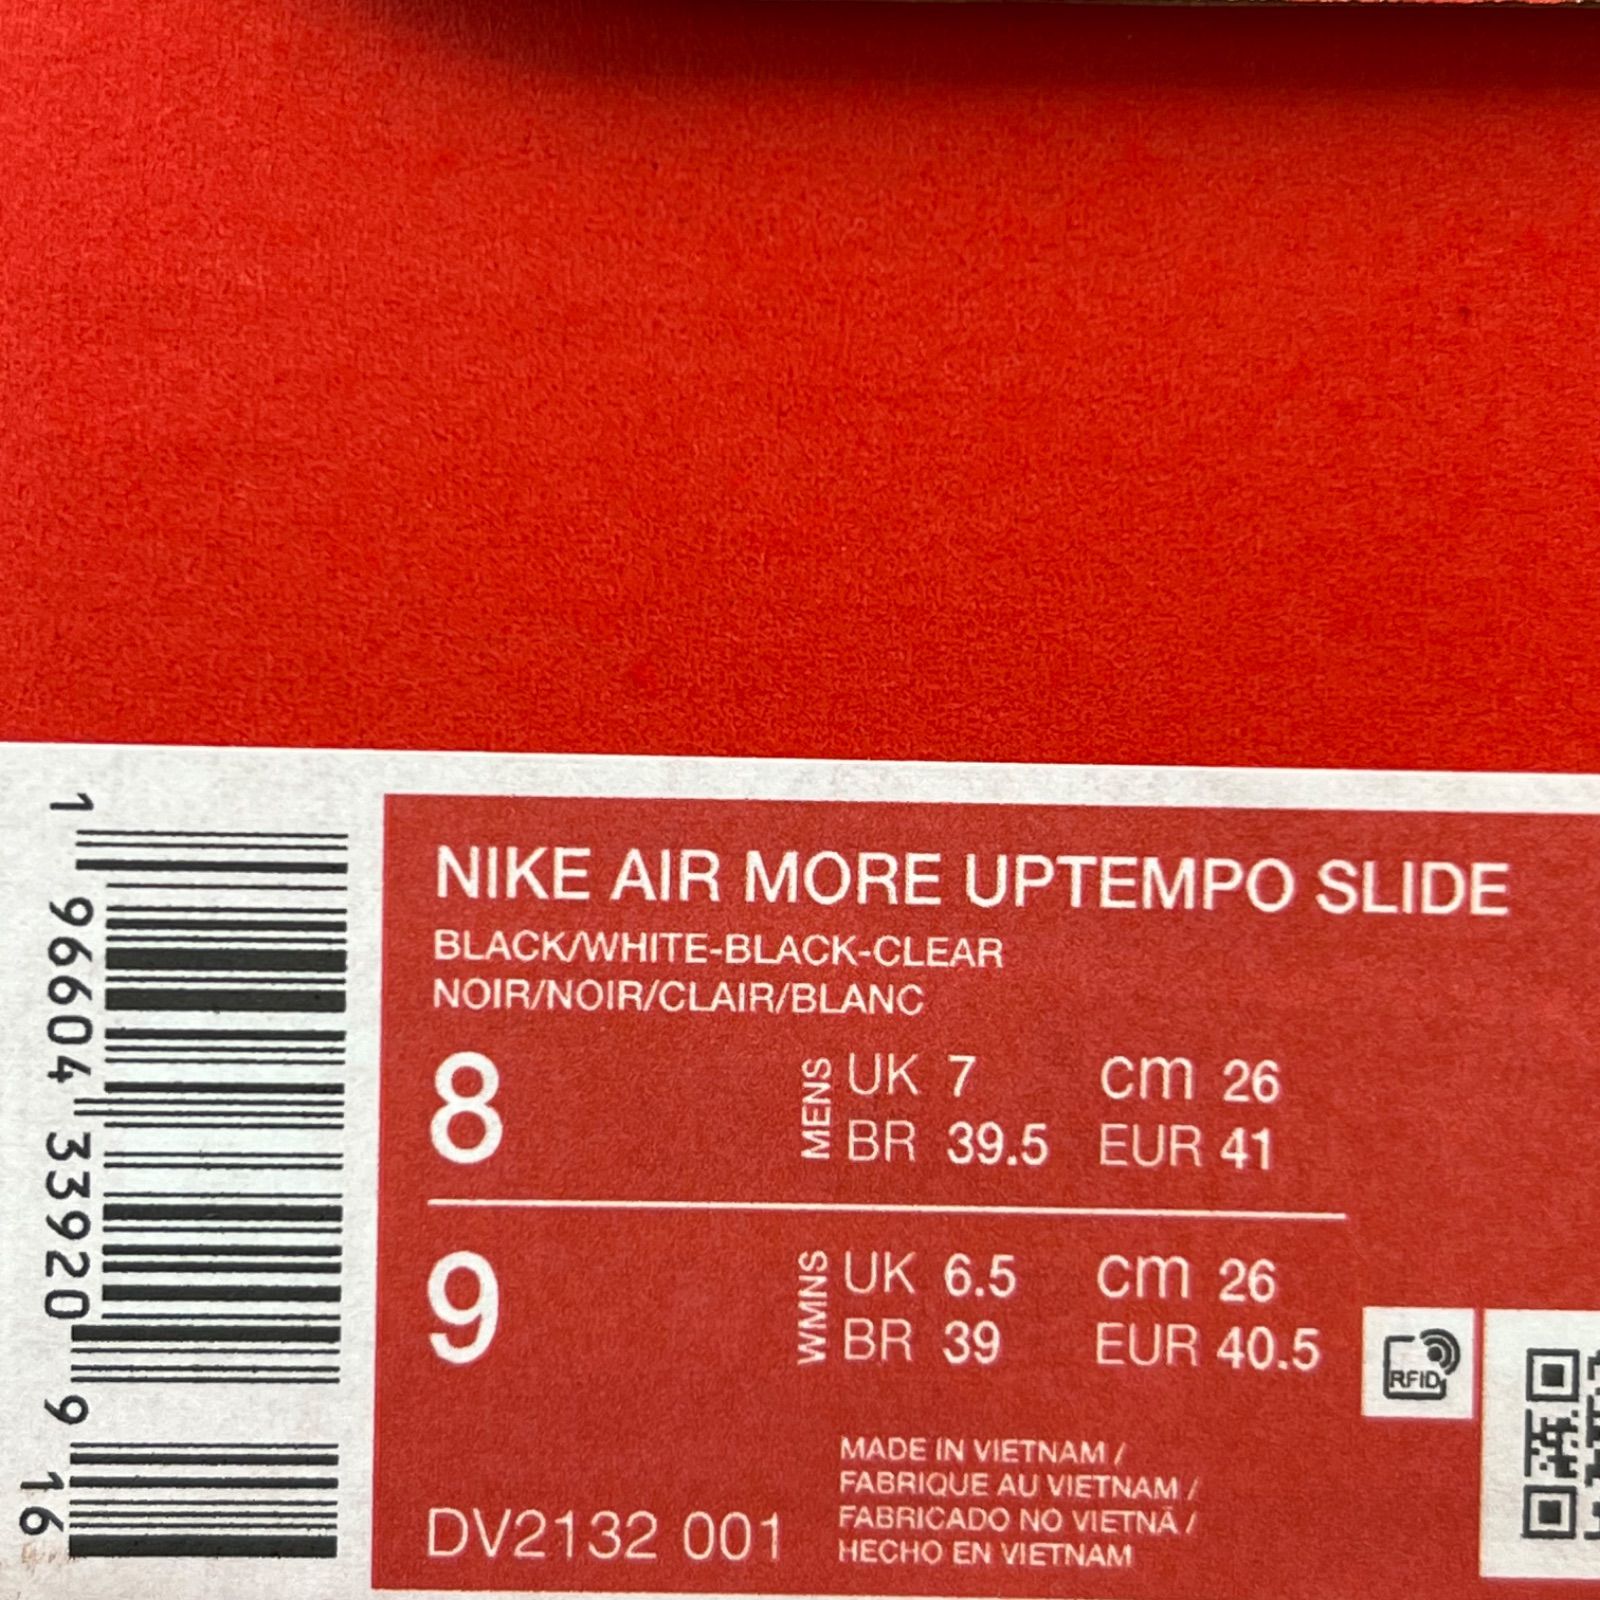 1 96604 33920 9 16
NIKE AIR MORE UPTEMPO SLIDE
BLACK/WHITE-BLACK-CLEAR
NOIR/NOIR/CLAIR/BLANC
8 MENS UK 7 cm 26
BR 39.5 EUR 41
9 WMNS UK 6.5 cm 26
BR 39 EUR 40.5
RFID
MADE IN VIETNAM /
FABRIQUE AU VIETNAM /
FABRICADO NO VIETNÃ /
HECHO EN VIETNAM
DV2132 001